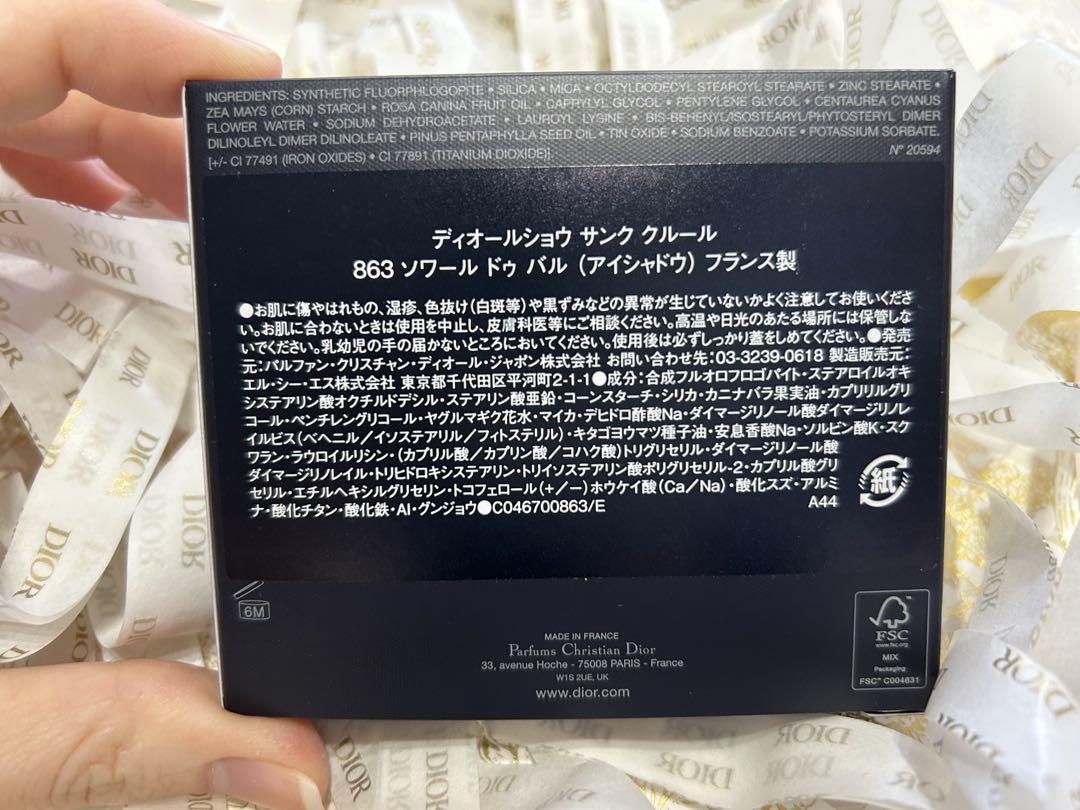 INGREDIENTS: SYNTHETIC FLUORPHLOGOPITE • SILICA • MICA • OCTYLDODECYL STEAROYL STEARATE • ZINC STEARATE •
ZEA MAYS (CORN) STARCH • ROSA CANINA FRUIT OIL • CAPRYLYL GLYCOL • PENTYLENE GLYCOL • CENTAUREA CYANUS
FLOWER WATER • SODIUM DEHYDROACETATE • LAUROYL LYSINE • BIS-BEHENYL/ISOSTEARYL/PHYTOSTERYL DIMER
DILINOLEYL DIMER DILINOLEATE • PINUS PENTAPHYLLA SEED OIL • TIN OXIDE • SODIUM BENZOATE • POTASSIUM SORBATE.
[+/- CI 77491 (IRON OXIDES) • CI 77891 (TITANIUM DIOXIDE)]
N° 20594
ディオールショウ サンク クルール
863 ソワール ドゥ バル (アイシャドウ) フランス製
●お肌に傷やはれもの、湿疹、色抜け(白斑等)や黒ずみなどの異常が生じていないかよく注意してお使いくださ
い。お肌に合わないときは使用を中止し、皮膚科医等にご相談ください。高温や日光のあたる場所には保管しな
いでください。乳幼児の手の届かないところにおいてください。使用後は必ずしっかり蓋をしめてください。●発売
元:パルファン・クリスチャン・ディオール・ジャポン株式会社 お問い合わせ先:03-3239-0618 製造販売元:
エル・シー・エス株式会社 東京都千代田区平河町2-1-1●成分:合成フルオロフロゴパイト・ステアロイルオキ
システアリン酸オクチルドデシル・ステアリン酸亜鉛・コーンスターチ・シリカ・カニナバラ果実油・カプリリルグリ
コール・ペンチレングリコール・ヤグルマギク花水・マイカ・デヒドロ酢酸Na・ダイマージリノール酸ダイマージリノレ
イルビス(ベヘニル/イソステアリル/フィトステリル)・キタゴヨウマツ種子油・安息香酸Na・ソルビン酸K・スク
ワラン・ラウロイルリシン・(カプリル酸/カプリン酸/コハク酸)トリグリセリル・ダイマージリノール酸
ダイマージリノレイル・トリヒドロキシステアリン・トリイソステアリン酸ポリグリセリル-2・カプリル酸グリ
セリル・エチルヘキシルグリセリン・トコフェロール(+/-)ホウケイ酸(Ca/Na)・酸化スズ・アルミ
ナ・酸化チタン・酸化鉄・Al・グンジョウ●C046700863/E
A44
紙
6M
MADE IN FRANCE
Parfums Christian Dior
33, avenue Hoche - 75008 PARIS - France
W1S 2UE, UK
www.dior.com
FSC
www.fsc.org
MIX
Packaging
FSC™ C004631
DIOR
DIOR
DIOR
DIOR
DIOR
DIOR
DIOR